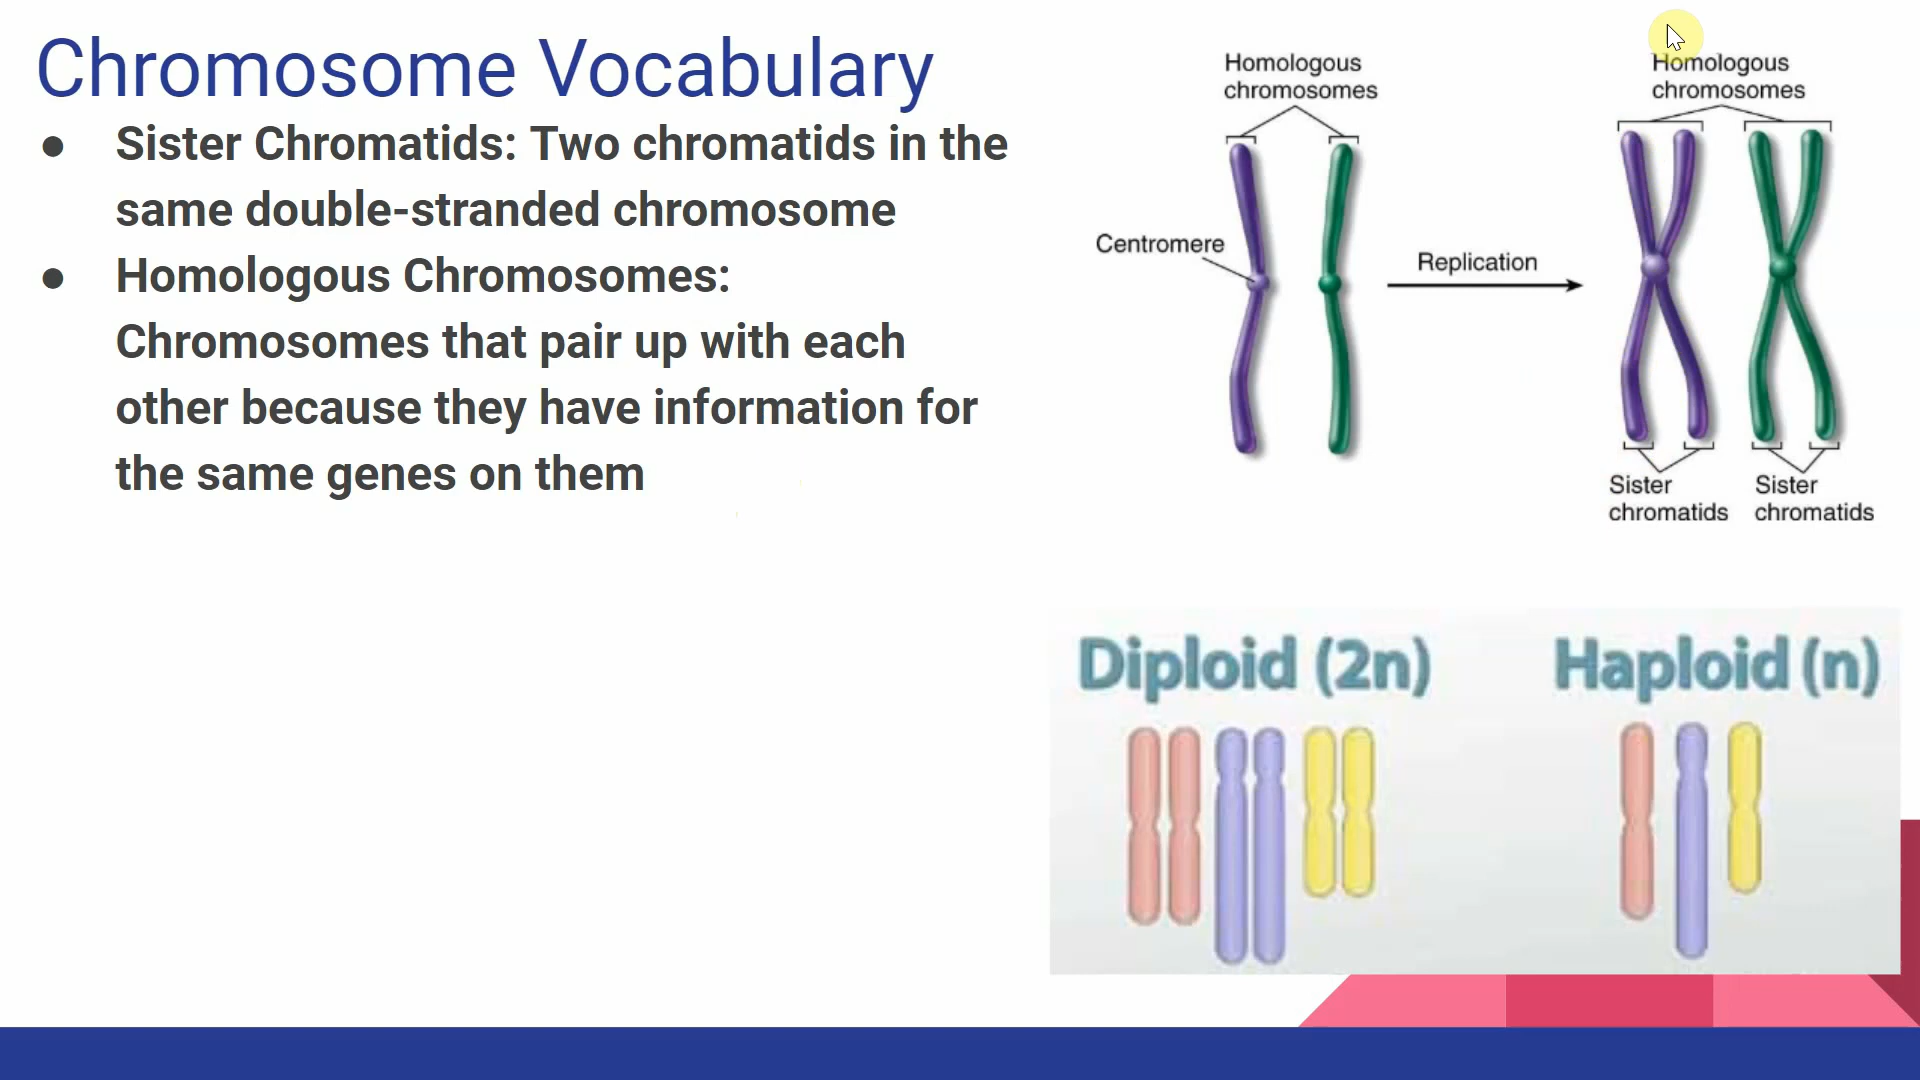 Chromosome Vocabulary
● Sister Chromatids: Two chromatids in the
same double-stranded chromosome
● Homologous Chromosomes:
Chromosomes that pair up with each
other because they have information for
the same genes on them
Homologous
chromosomes
Centromere
Replication
Homologous
chromosomes
Sister
chromatids
Sister
chromatids
Diploid (2n)
Haploid (n)